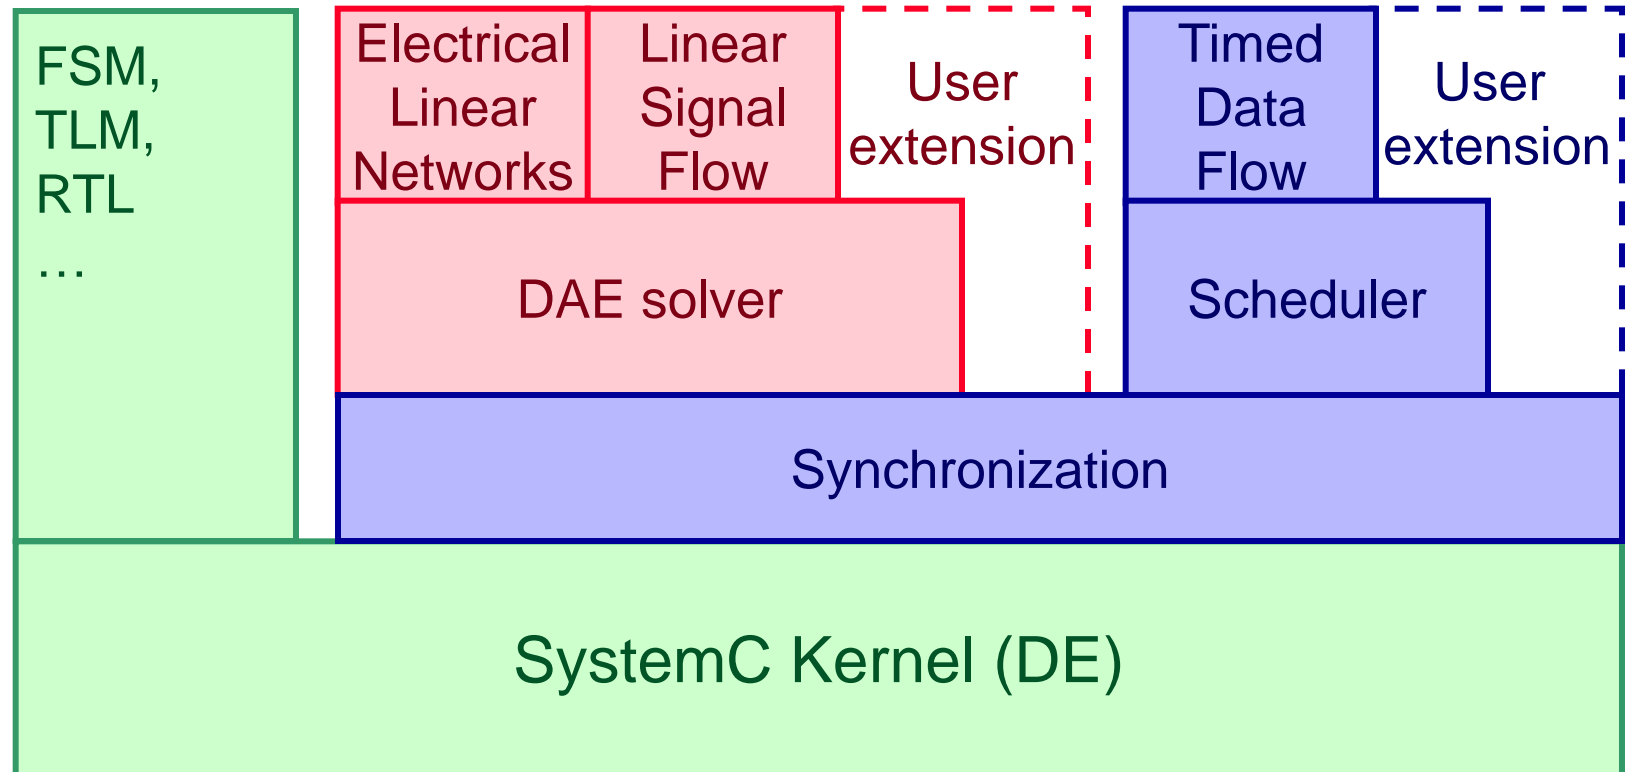 FSM,
TLM,
RTL
…
Electrical
Linear
Networks
Linear
Signal
Flow
User
extension
Timed
Data
Flow
User
extension
DAE solver
Scheduler
Synchronization
SystemC Kernel (DE)